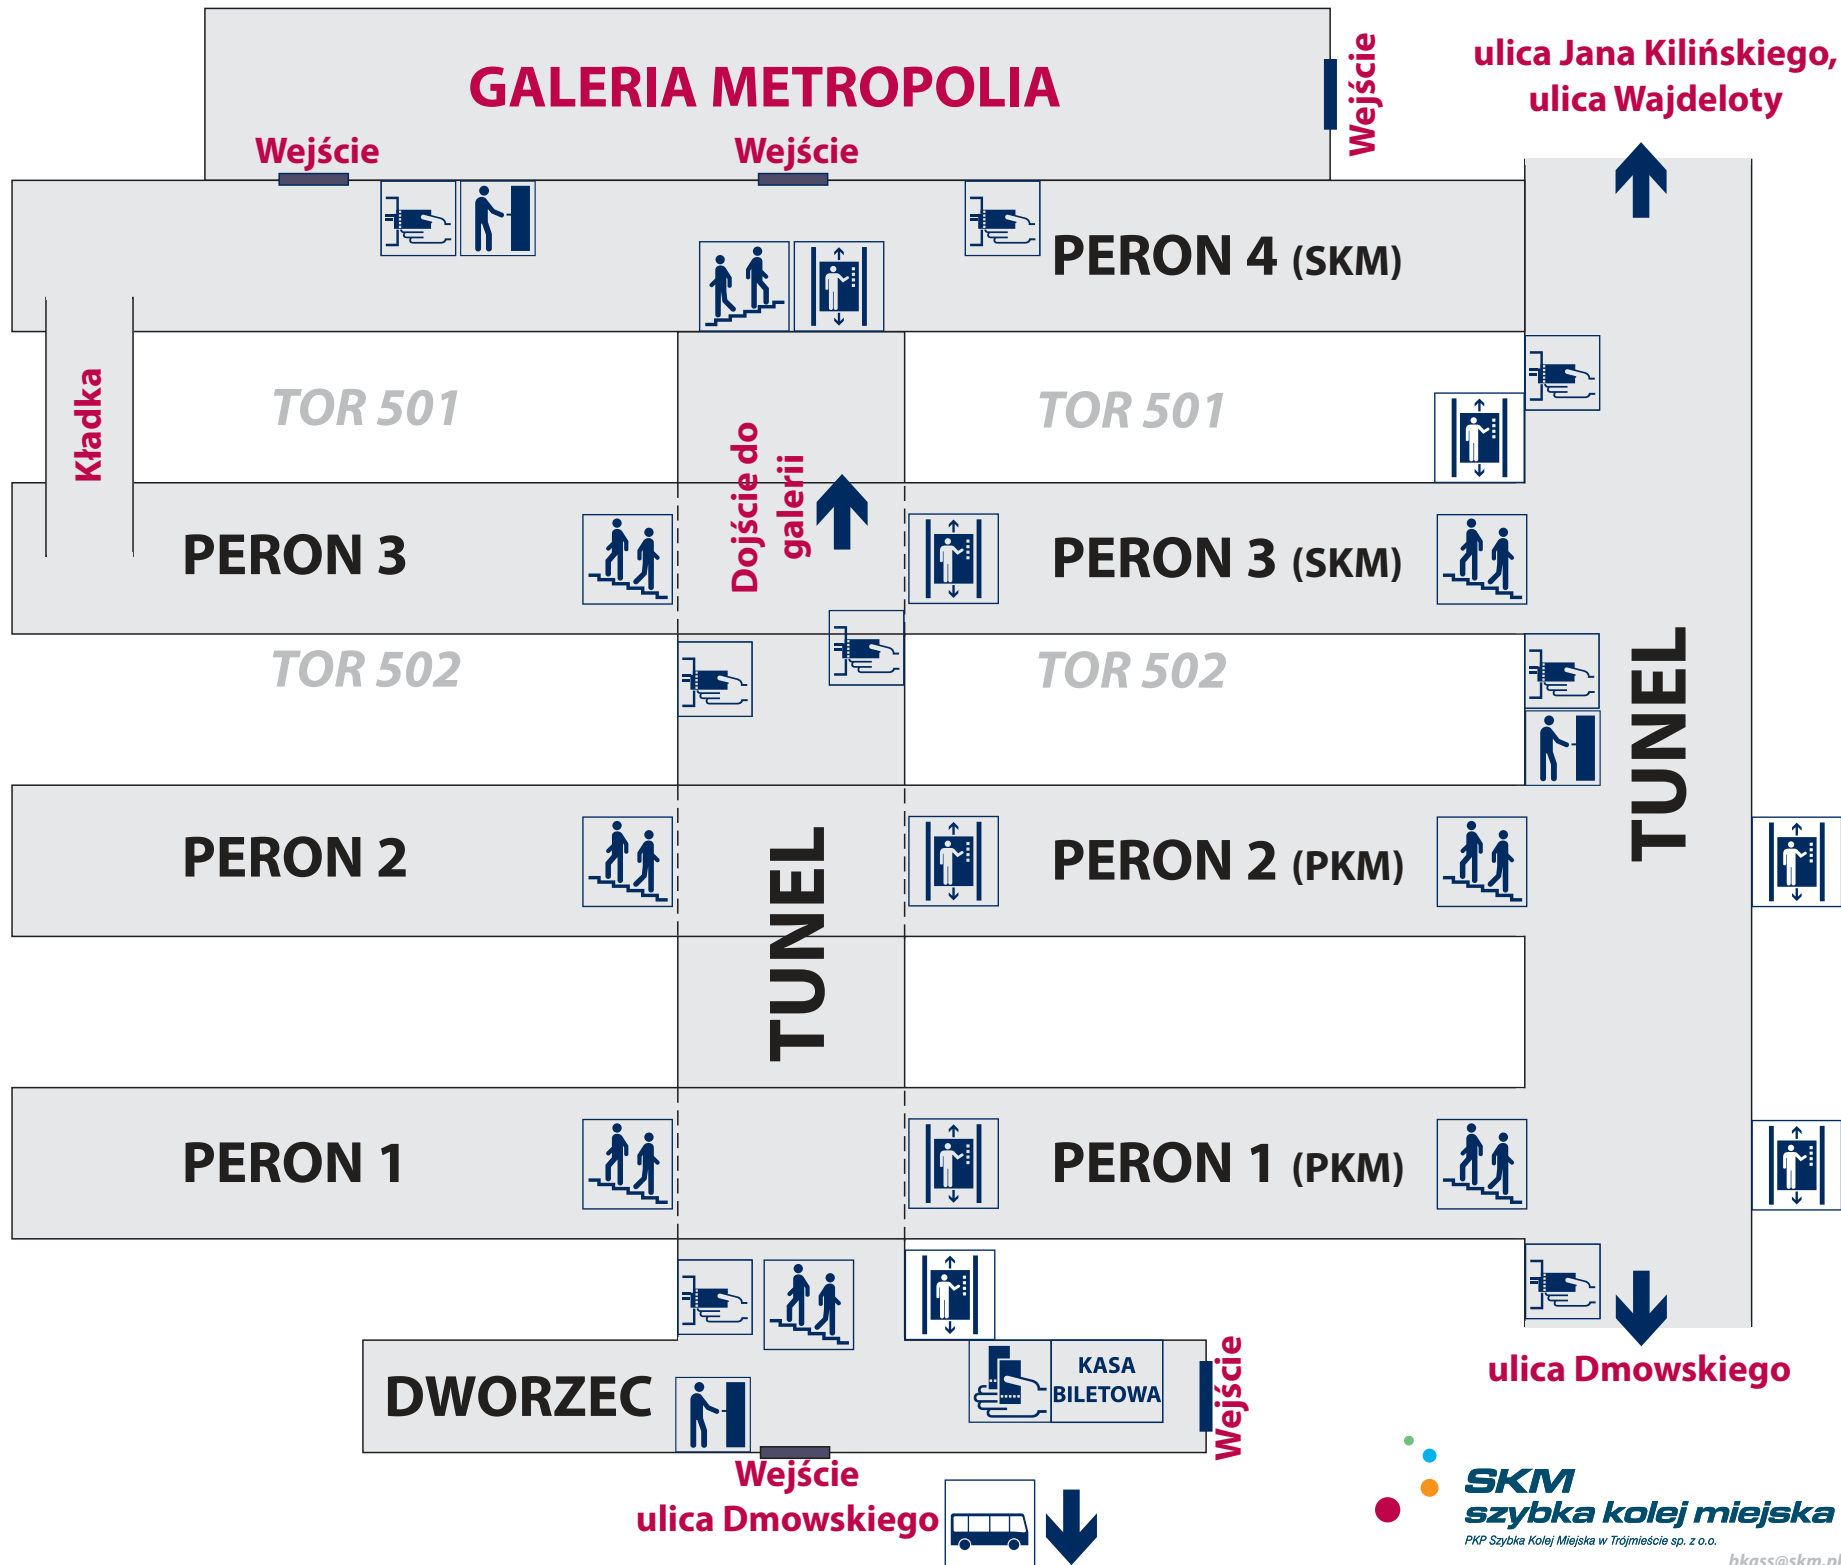 GALERIA METROPOLIA
Wejście
Wejście
Wejście
ulica Jana Kilińskiego,
ulica Wajdeloty
PERON 4 (SKM)
Kładka
TOR 501
TOR 501
Dojście do
galerii
PERON 3
PERON 3 (SKM)
TOR 502
TOR 502
TUNEL
PERON 2
PERON 2 (PKM)
TUNEL
PERON 1
PERON 1 (PKM)
DWORZEC
KASA
BILETOWA
Wejście
ulica Dmowskiego
Wejście
ulica Dmowskiego
SKM
szybka kolej miejska
PKP Szybka Kolej Miejska w Trójmieście sp. z o.o.
bkass@skm.pl